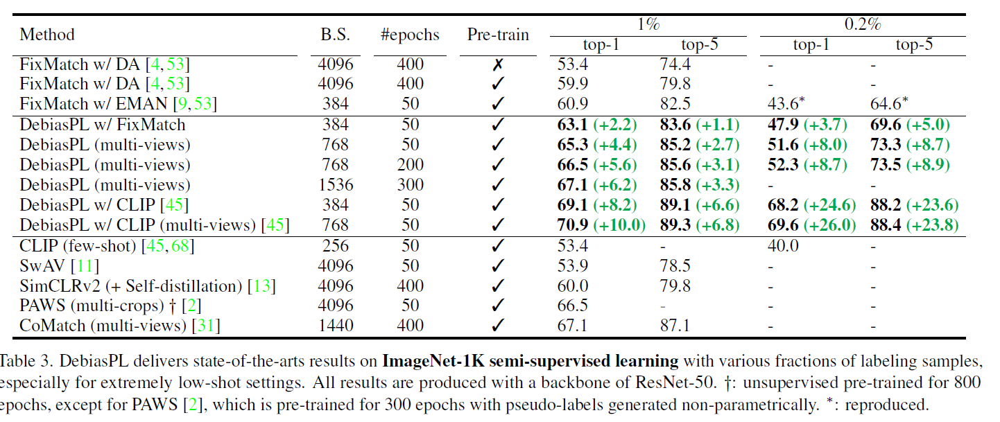 Method B.S. #epochs Pre-train 1% 0.2%
top-1 top-5 top-1 top-5
FixMatch w/ DA [4,53] 4096 400 ✗ 53.4 74.4 - -
FixMatch w/ DA [4,53] 4096 400 ✓ 59.9 79.8 - -
FixMatch w/ EMAN [9,53] 384 50 ✓ 60.9 82.5 43.6* 64.6*
DebiasPL w/ FixMatch 384 50 ✓ 63.1 (+2.2) 83.6 (+1.1) 47.9 (+3.7) 69.6 (+5.0)
DebiasPL (multi-views) 768 50 ✓ 65.3 (+4.4) 85.2 (+2.7) 51.6 (+8.0) 73.3 (+8.7)
DebiasPL (multi-views) 768 200 ✓ 66.5 (+5.6) 85.6 (+3.1) 52.3 (+8.7) 73.5 (+8.9)
DebiasPL (multi-views) 1536 300 ✓ 67.1 (+6.2) 85.8 (+3.3) - -
DebiasPL w/ CLIP [45] 384 50 ✓ 69.1 (+8.2) 89.1 (+6.6) 68.2 (+24.6) 88.2 (+23.6)
DebiasPL w/ CLIP (multi-views) [45] 768 50 ✓ 70.9 (+10.0) 89.3 (+6.8) 69.6 (+26.0) 88.4 (+23.8)
CLIP (few-shot) [45,68] 256 50 ✓ 53.4 - 40.0 -
SwAV [11] 4096 50 ✓ 53.9 78.5 - -
SimCLRv2 (+ Self-distillation) [13] 4096 400 ✓ 60.0 79.8 - -
PAWS (multi-crops) † [2] 4096 50 ✓ 66.5 - - -
CoMatch (multi-views) [31] 1440 400 ✓ 67.1 87.1 - -
Table 3. DebiasPL delivers state-of-the-arts results on ImageNet-1K semi-supervised learning with various fractions of labeling samples,
especially for extremely low-shot settings. All results are produced with a backbone of ResNet-50. †: unsupervised pre-trained for 800
epochs, except for PAWS [2], which is pre-trained for 300 epochs with pseudo-labels generated non-parametrically. *: reproduced.